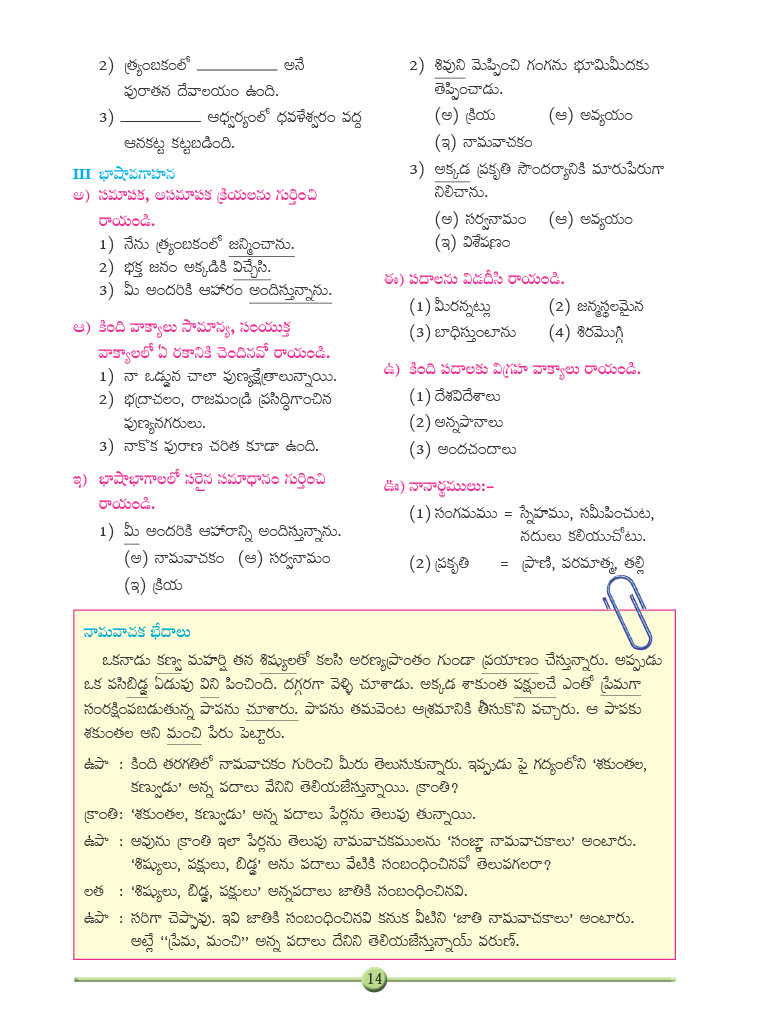 2) త్ర్యంబకంలో ____________ అనే
పురాతన దేవాలయం ఉంది.
3) ____________ ఆధ్వర్యంలో ధవళేశ్వరం వద్ద
ఆనకట్ట కట్టబడింది.
III భాషావగాహన
అ) సమాపక, అసమాపక క్రియలను గుర్తించి
రాయండి.
1) నేను త్ర్యంబకంలో జన్మించాను.
2) భక్త జనం అక్కడికి విచ్చేసి.
3) మీ అందరికి ఆహారం అందిస్తున్నాను.
ఆ) కింది వాక్యాలు సామాన్య, సంయుక్త
వాక్యాలలో ఏ రకానికి చెందినవో రాయండి.
1) నా ఒడ్డున చాలా పుణ్యక్షేత్రాలున్నాయి.
2) భద్రాచలం, రాజమండ్రి ప్రసిద్ధిగాంచిన
పుణ్యనగరులు.
3) నాకొక పురాణ చరిత కూడా ఉంది.
ఇ) భాషాభాగాలలో సరైన సమాధానం గుర్తించి
రాయండి.
1) మీ అందరికి ఆహారాన్ని అందిస్తున్నాను.
(అ) నామవాచకం (ఆ) సర్వనామం
(ఇ) క్రియ
2) శివుని మెప్పించి గంగను భూమిమీదకు
తెప్పించాడు.
(అ) క్రియ (ఆ) అవ్యయం
(ఇ) నామవాచకం
3) అక్కడ ప్రకృతి సౌందర్యానికి మారుపేరుగా
నిలిచాను.
(అ) సర్వనామం (ఆ) అవ్యయం
(ఇ) విశేషణం
ఈ) పదాలను విడదీసి రాయండి.
(1) మీరన్నట్లు (2) జన్మస్థలమైన
(3) బాధిస్తుంటాను (4) శిరమొగ్గి
ఉ) కింది పదాలకు విగ్రహ వాక్యాలు రాయండి.
(1) దేశవిదేశాలు
(2) అన్నపానాలు
(3) అందచందాలు
ఊ) నానార్థములు:-
(1) సంగమము = స్నేహము, సమీపించుట,
నదులు కలియుచోటు.
(2) ప్రకృతి = ప్రాణి, పరమాత్మ, తల్లి
నామవాచక భేదాలు
ఒకనాడు కణ్వ మహర్షి తన శిష్యులతో కలసి అరణ్యప్రాంతం గుండా ప్రయాణం చేస్తున్నారు. అప్పుడు
ఒక పసిబిడ్డ ఏడుపు విని పించింది. దగ్గరగా వెళ్ళి చూశాడు. అక్కడ శాకుంత పక్షులచే ఎంతో ప్రేమగా
సంరక్షింపబడుతున్న పాపను చూశారు. పాపను తమవెంట ఆశ్రమానికి తీసుకొని వచ్చారు. ఆ పాపకు
శకుంతల అని మంచి పేరు పెట్టారు.
ఉపా : కింది తరగతిలో నామవాచకం గురించి మీరు తెలుసుకున్నారు. ఇప్పుడు పై గద్యంలోని 'శకుంతల,
కణ్వుడు' అన్న పదాలు వేనిని తెలియజేస్తున్నాయి. క్రాంతి?
క్రాంతి: 'శకుంతల, కణ్వుడు' అన్న పదాలు పేర్లను తెలుపు తున్నాయి.
ఉపా : అవును క్రాంతి ఇలా పేర్లను తెలుపు నామవాచకములను 'సంజ్ఞా నామవాచకాలు' అంటారు.
'శిష్యులు, పక్షులు, బిడ్డ' అను పదాలు వేటికి సంబంధించినవో తెలుపగలరా?
లత : 'శిష్యులు, బిడ్డ, పక్షులు' అన్నపదాలు జాతికి సంబంధించినవి.
ఉపా : సరిగా చెప్పావు. ఇవి జాతికి సంబంధించినవి కనుక వీటిని 'జాతి నామవాచకాలు' అంటారు.
అట్లే "ప్రేమ, మంచి" అన్న పదాలు దేనిని తెలియజేస్తున్నాయ్ వరుణ్.
14